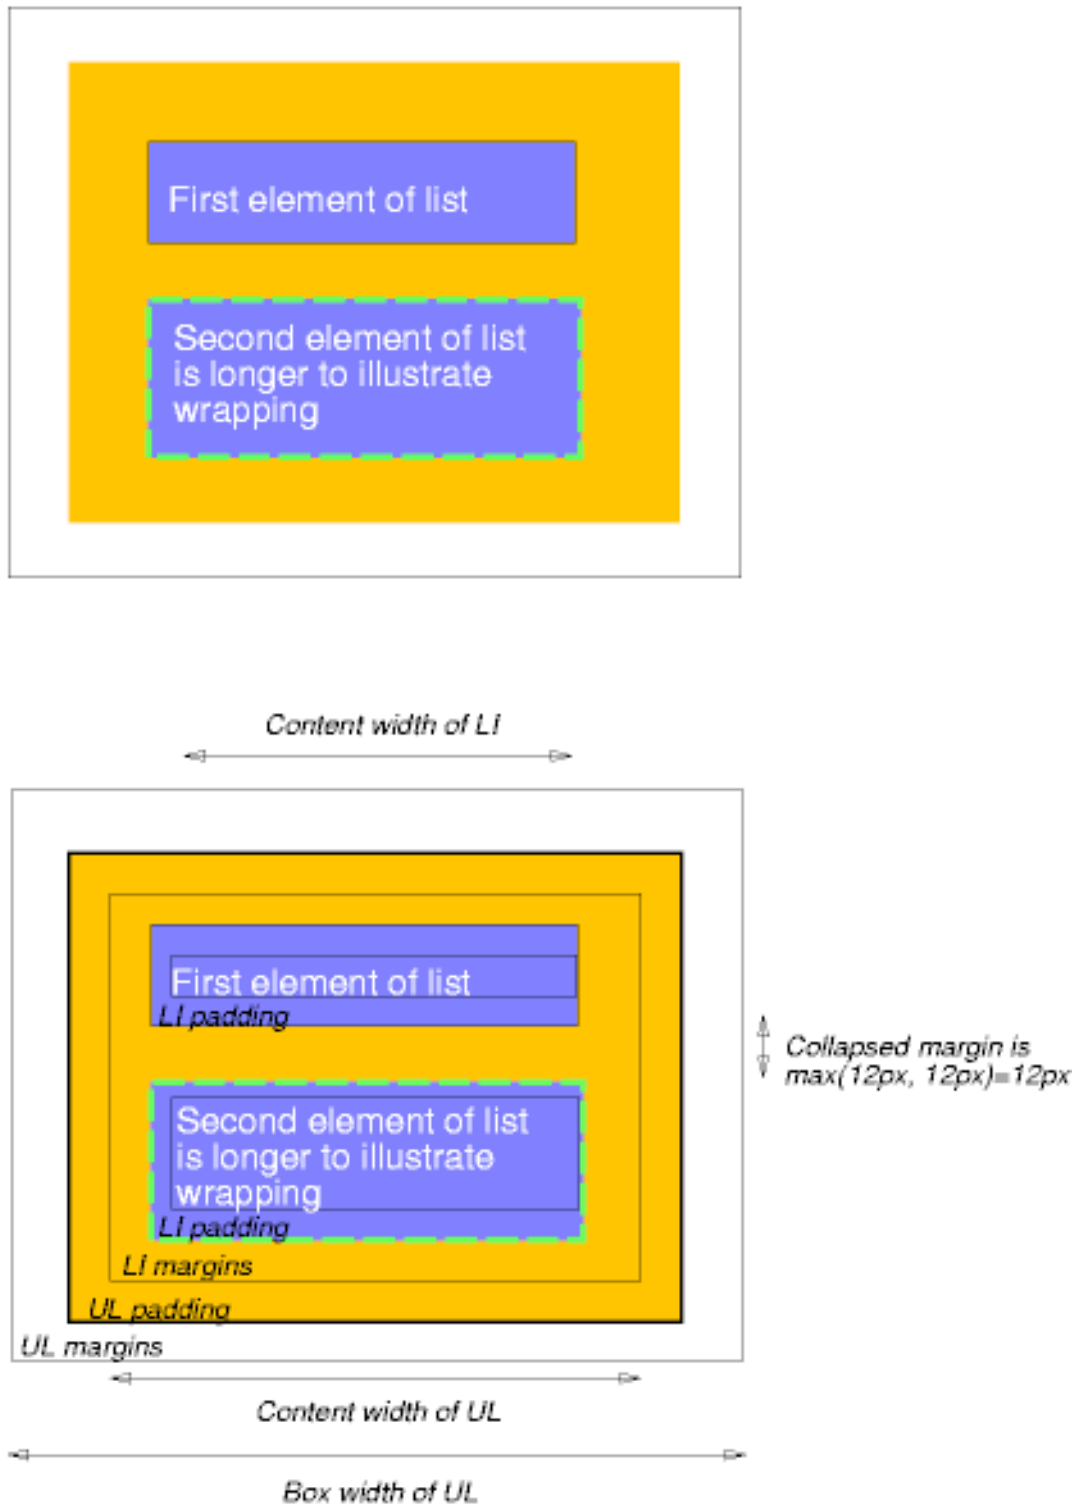 First element of list
Second element of list
is longer to illustrate
wrapping
Content width of LI
First element of list
LI padding
Collapsed margin is
max(12px, 12px)=12px
Second element of list
is longer to illustrate
wrapping
LI padding
LI margins
UL padding
UL margins
Content width of UL
Box width of UL